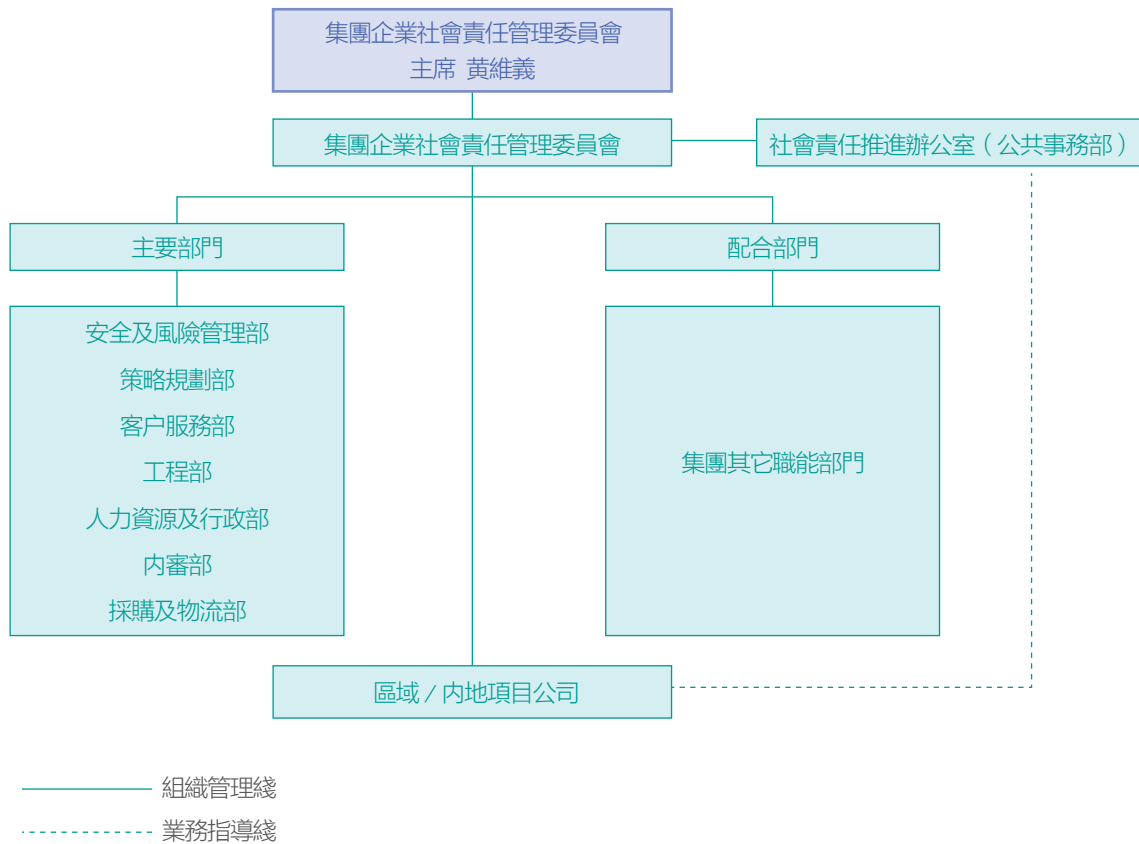 集團企業社會責任管理委員會
主席 黄維義
集團企業社會責任管理委員會
社會責任推進辦公室（公共事務部）
主要部門
配合部門
安全及風險管理部
策略規劃部
客户服務部
工程部
人力資源及行政部
内審部
採購及物流部
集團其它職能部門
區域 / 内地項目公司
組織管理綫
業務指導綫